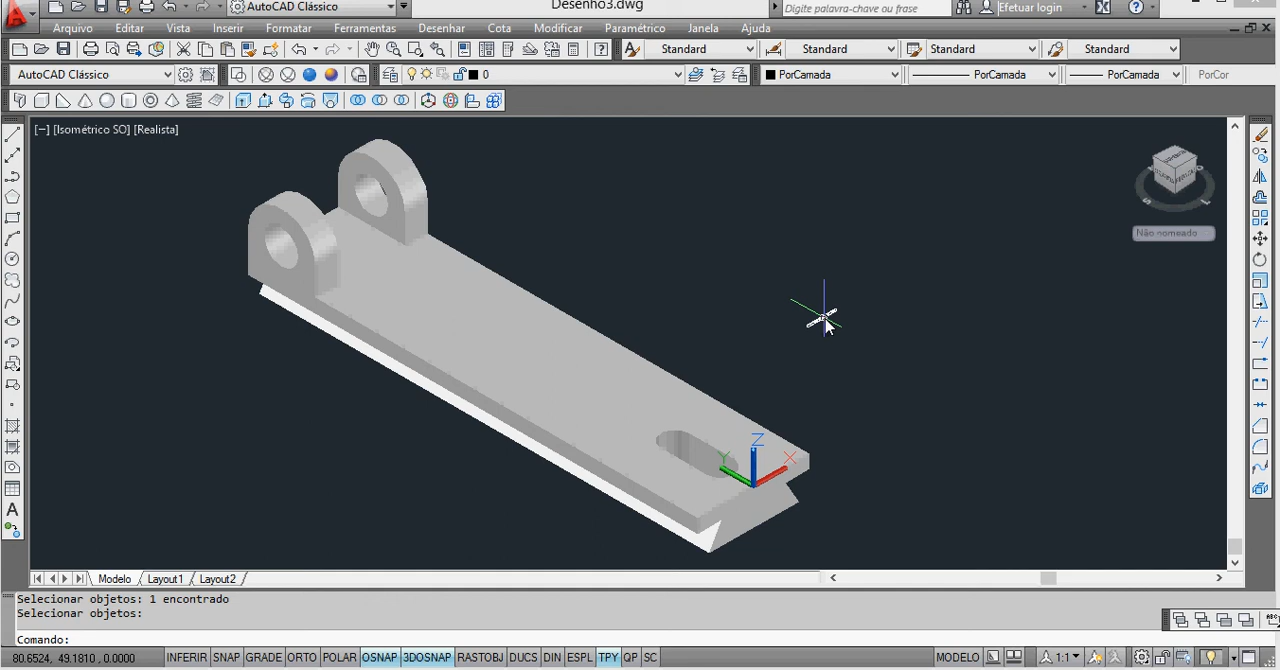 AutoCAD Clássico
Desenho3.dwg
Digite palavra-chave ou frase
Efetuar login
Arquivo Editar Vista Inserir Formatar Ferramentas Desenhar Cota Modificar Paramétrico Janela Ajuda
Standard Standard Standard Standard
AutoCAD Clássico 0 PorCamada PorCamada PorCamada PorCor
[−] [Isométrico SO] [Realista]
Não nomeado
Z
Y
X
A
Modelo Layout1 Layout2
Selecionar objetos: 1 encontrado
Selecionar objetos:
Comando:
80.6524, 49.1810, 0.0000 INFERIR SNAP GRADE ORTO POLAR OSNAP 3DOSNAP RASTOBJ DUCS DIN ESPL TPY QP SC MODELO 1:1